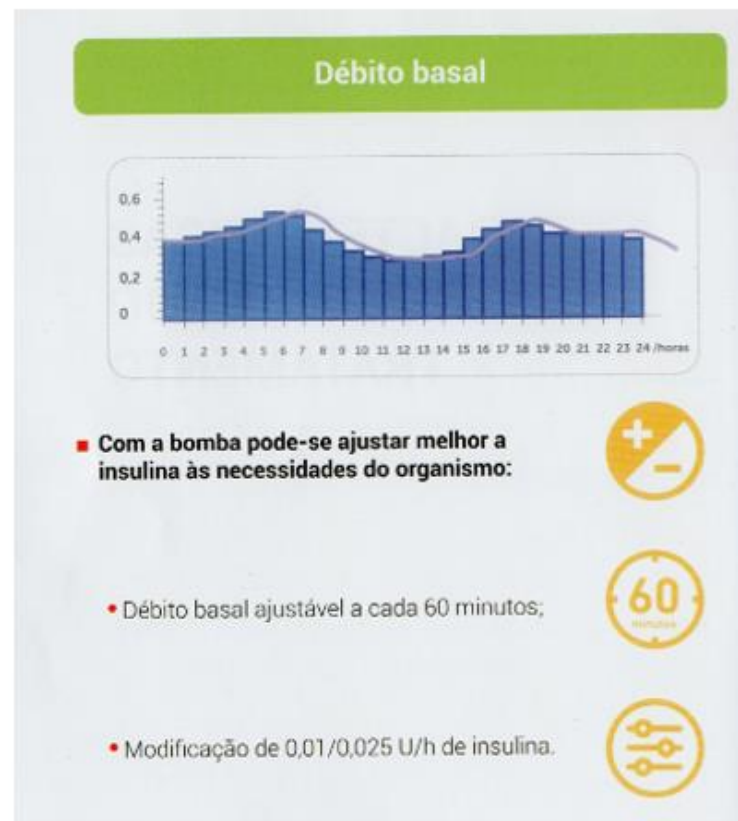 Débito basal
0,6
0,4
0,2
0
0 1 2 3 4 5 6 7 8 9 10 11 12 13 14 15 16 17 18 19 20 21 22 23 24 /horas
Com a bomba pode-se ajustar melhor a
insulina às necessidades do organismo:
+
−
• Débito basal ajustável a cada 60 minutos;
60
minutos
• Modificação de 0,01/0,025 U/h de insulina.